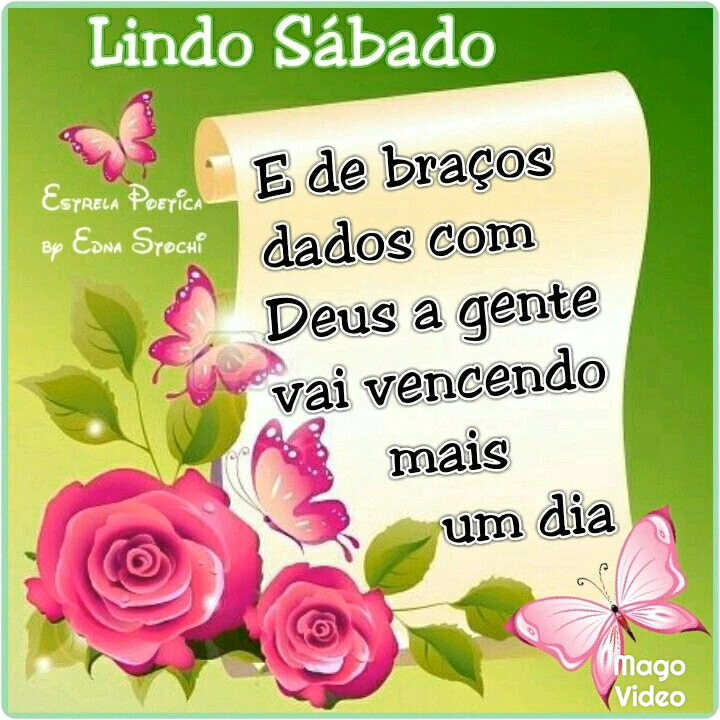 Lindo Sábado
Estrela Poetica
by Edna Stochi
E de braços
dados com
Deus a gente
vai vencendo
mais
um dia
Mago
Video